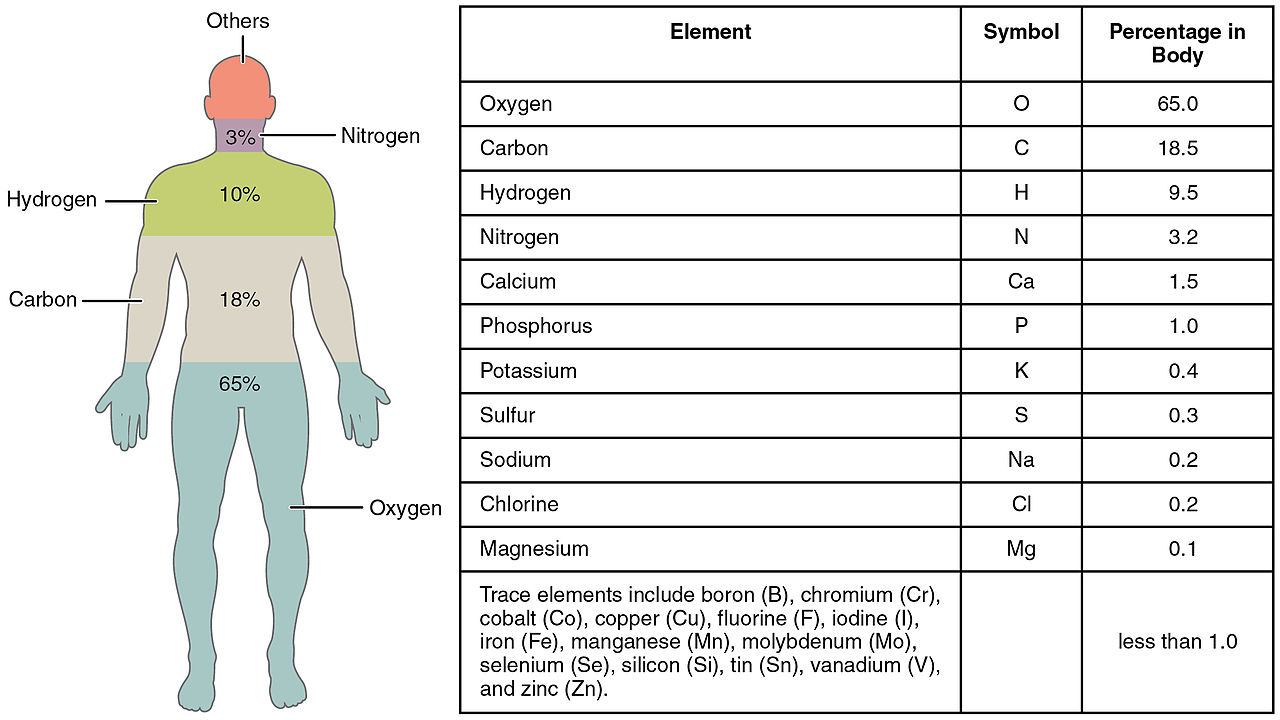 Others
3%
Nitrogen
10%
Hydrogen
18%
Carbon
65%
Oxygen
Element Symbol Percentage in
Body
Oxygen O 65.0
Carbon C 18.5
Hydrogen H 9.5
Nitrogen N 3.2
Calcium Ca 1.5
Phosphorus P 1.0
Potassium K 0.4
Sulfur S 0.3
Sodium Na 0.2
Chlorine Cl 0.2
Magnesium Mg 0.1
Trace elements include boron (B), chromium (Cr),
cobalt (Co), copper (Cu), fluorine (F), iodine (I),
iron (Fe), manganese (Mn), molybdenum (Mo),
selenium (Se), silicon (Si), tin (Sn), vanadium (V),
and zinc (Zn).
less than 1.0